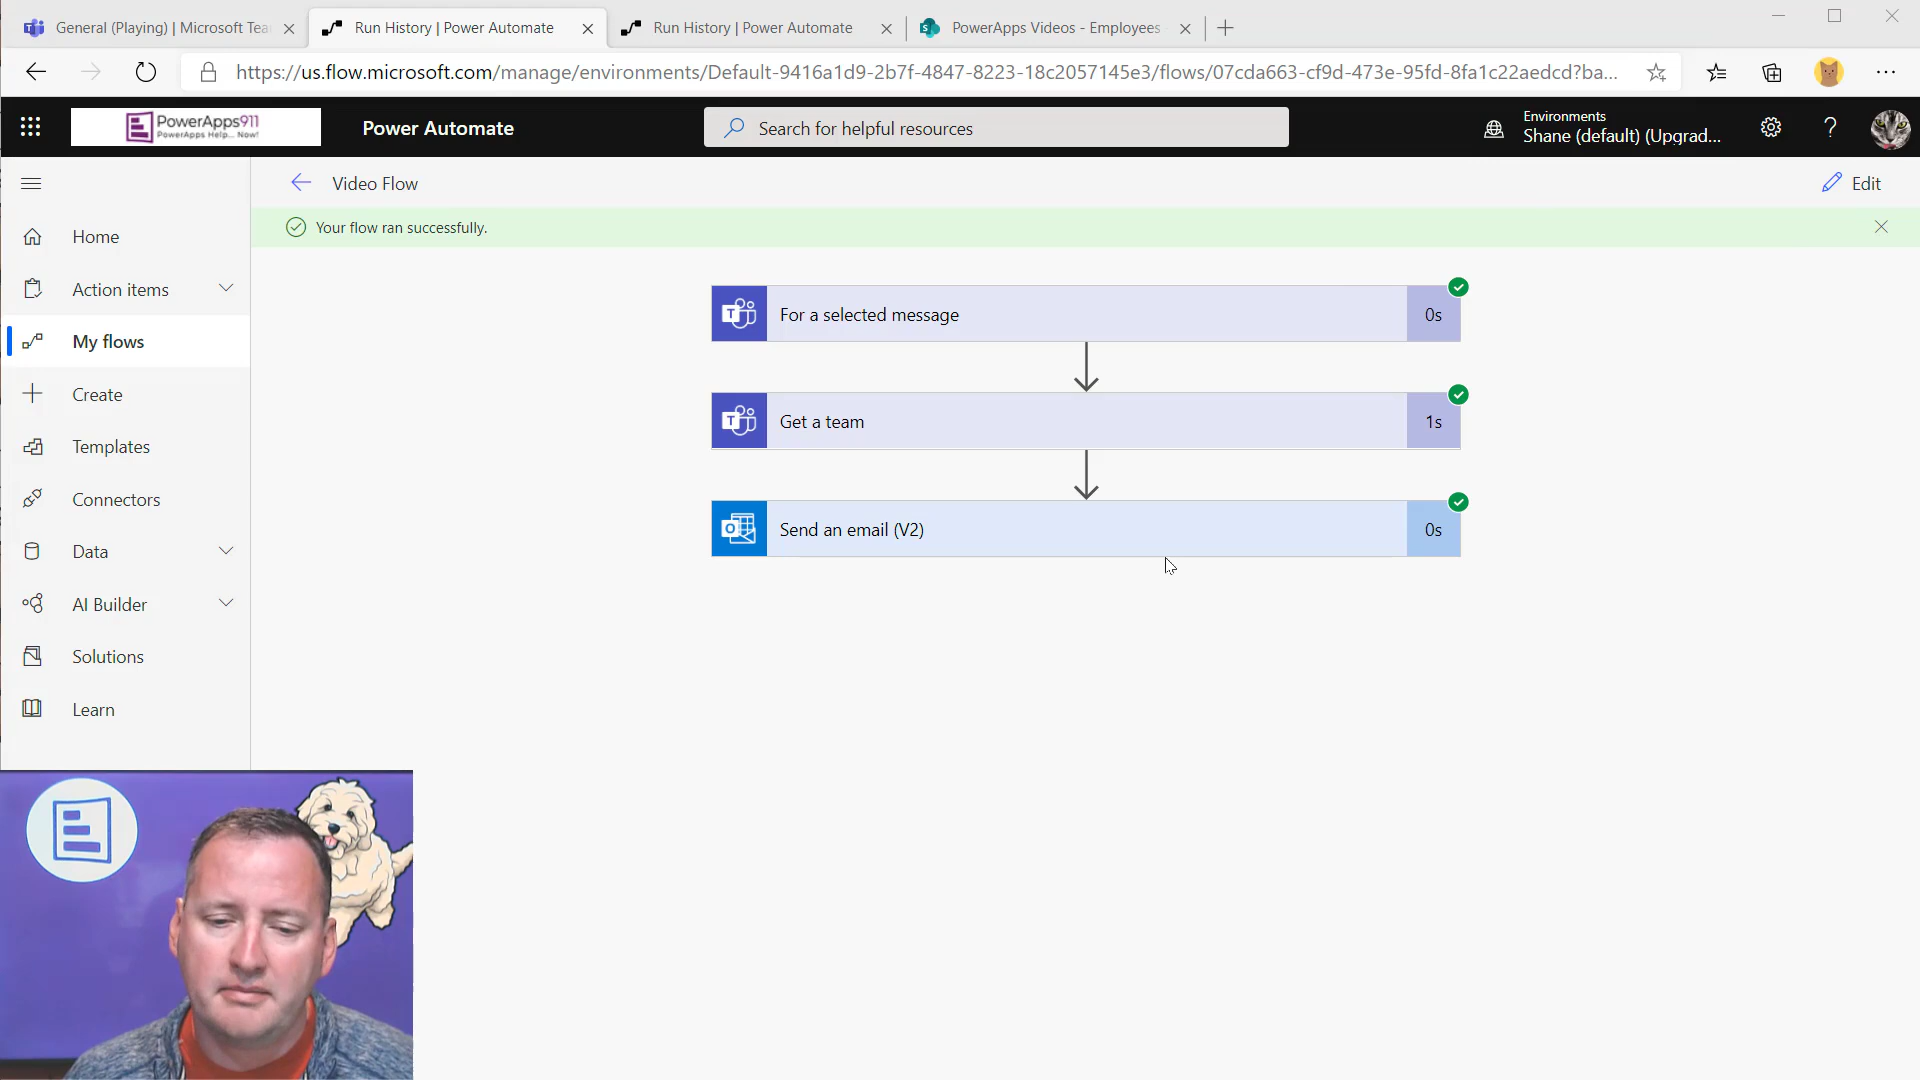 General (Playing) | Microsoft Tea
Run History | Power Automate
Run History | Power Automate
PowerApps Videos - Employees
https://us.flow.microsoft.com/manage/environments/Default-9416a1d9-2b7f-4847-8223-18c2057145e3/flows/07cda663-cf9d-473e-95fd-8fa1c22aedcd?ba...
PowerApps911
PowerApps Help... Now!
Power Automate
Search for helpful resources
Environments
Shane (default) (Upgrad...
Video Flow
Edit
Your flow ran successfully.
Home
Action items
My flows
Create
Templates
Connectors
Data
AI Builder
Solutions
Learn
For a selected message
0s
Get a team
1s
Send an email (V2)
0s